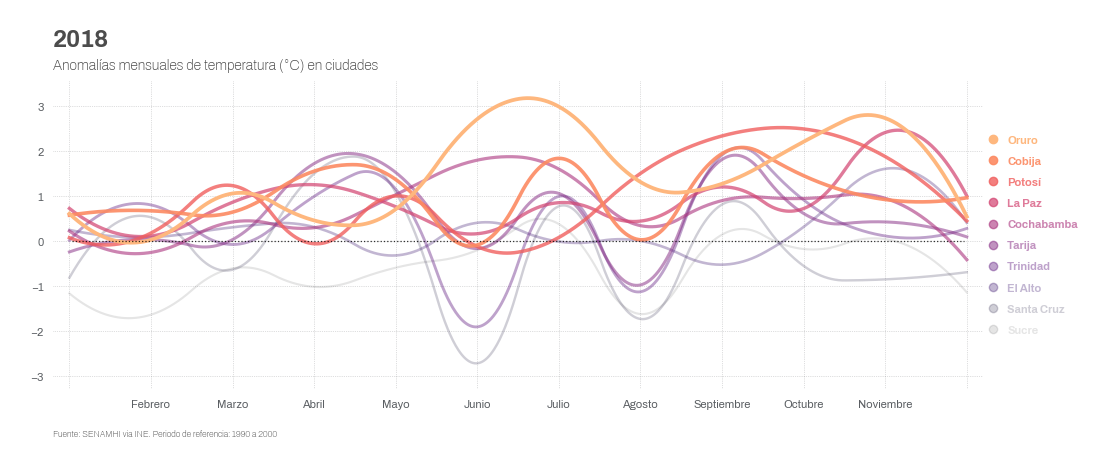 2018
Anomalías mensuales de temperatura (°C) en ciudades
3
2
1
0
−1
−2
−3
Oruro
Cobija
Potosí
La Paz
Cochabamba
Tarija
Trinidad
El Alto
Santa Cruz
Sucre
Febrero Marzo Abril Mayo Junio Julio Agosto Septiembre Octubre Noviembre
Fuente: SENAMHI via INE. Periodo de referencia: 1990 a 2000